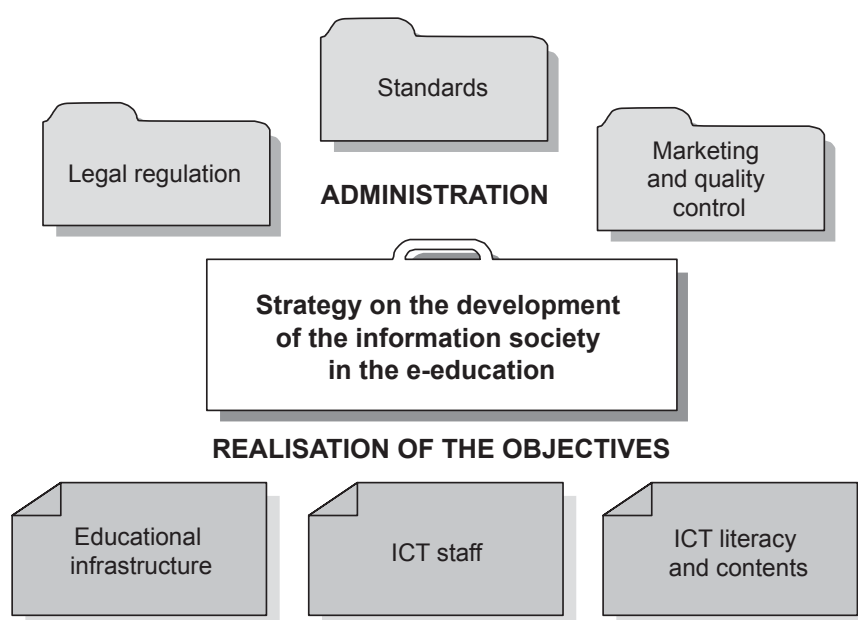 Standards
Legal regulation
Marketing
and quality
control
ADMINISTRATION
Strategy on the development
of the information society
in the e-education
REALISATION OF THE OBJECTIVES
Educational
infrastructure
ICT staff
ICT literacy
and contents